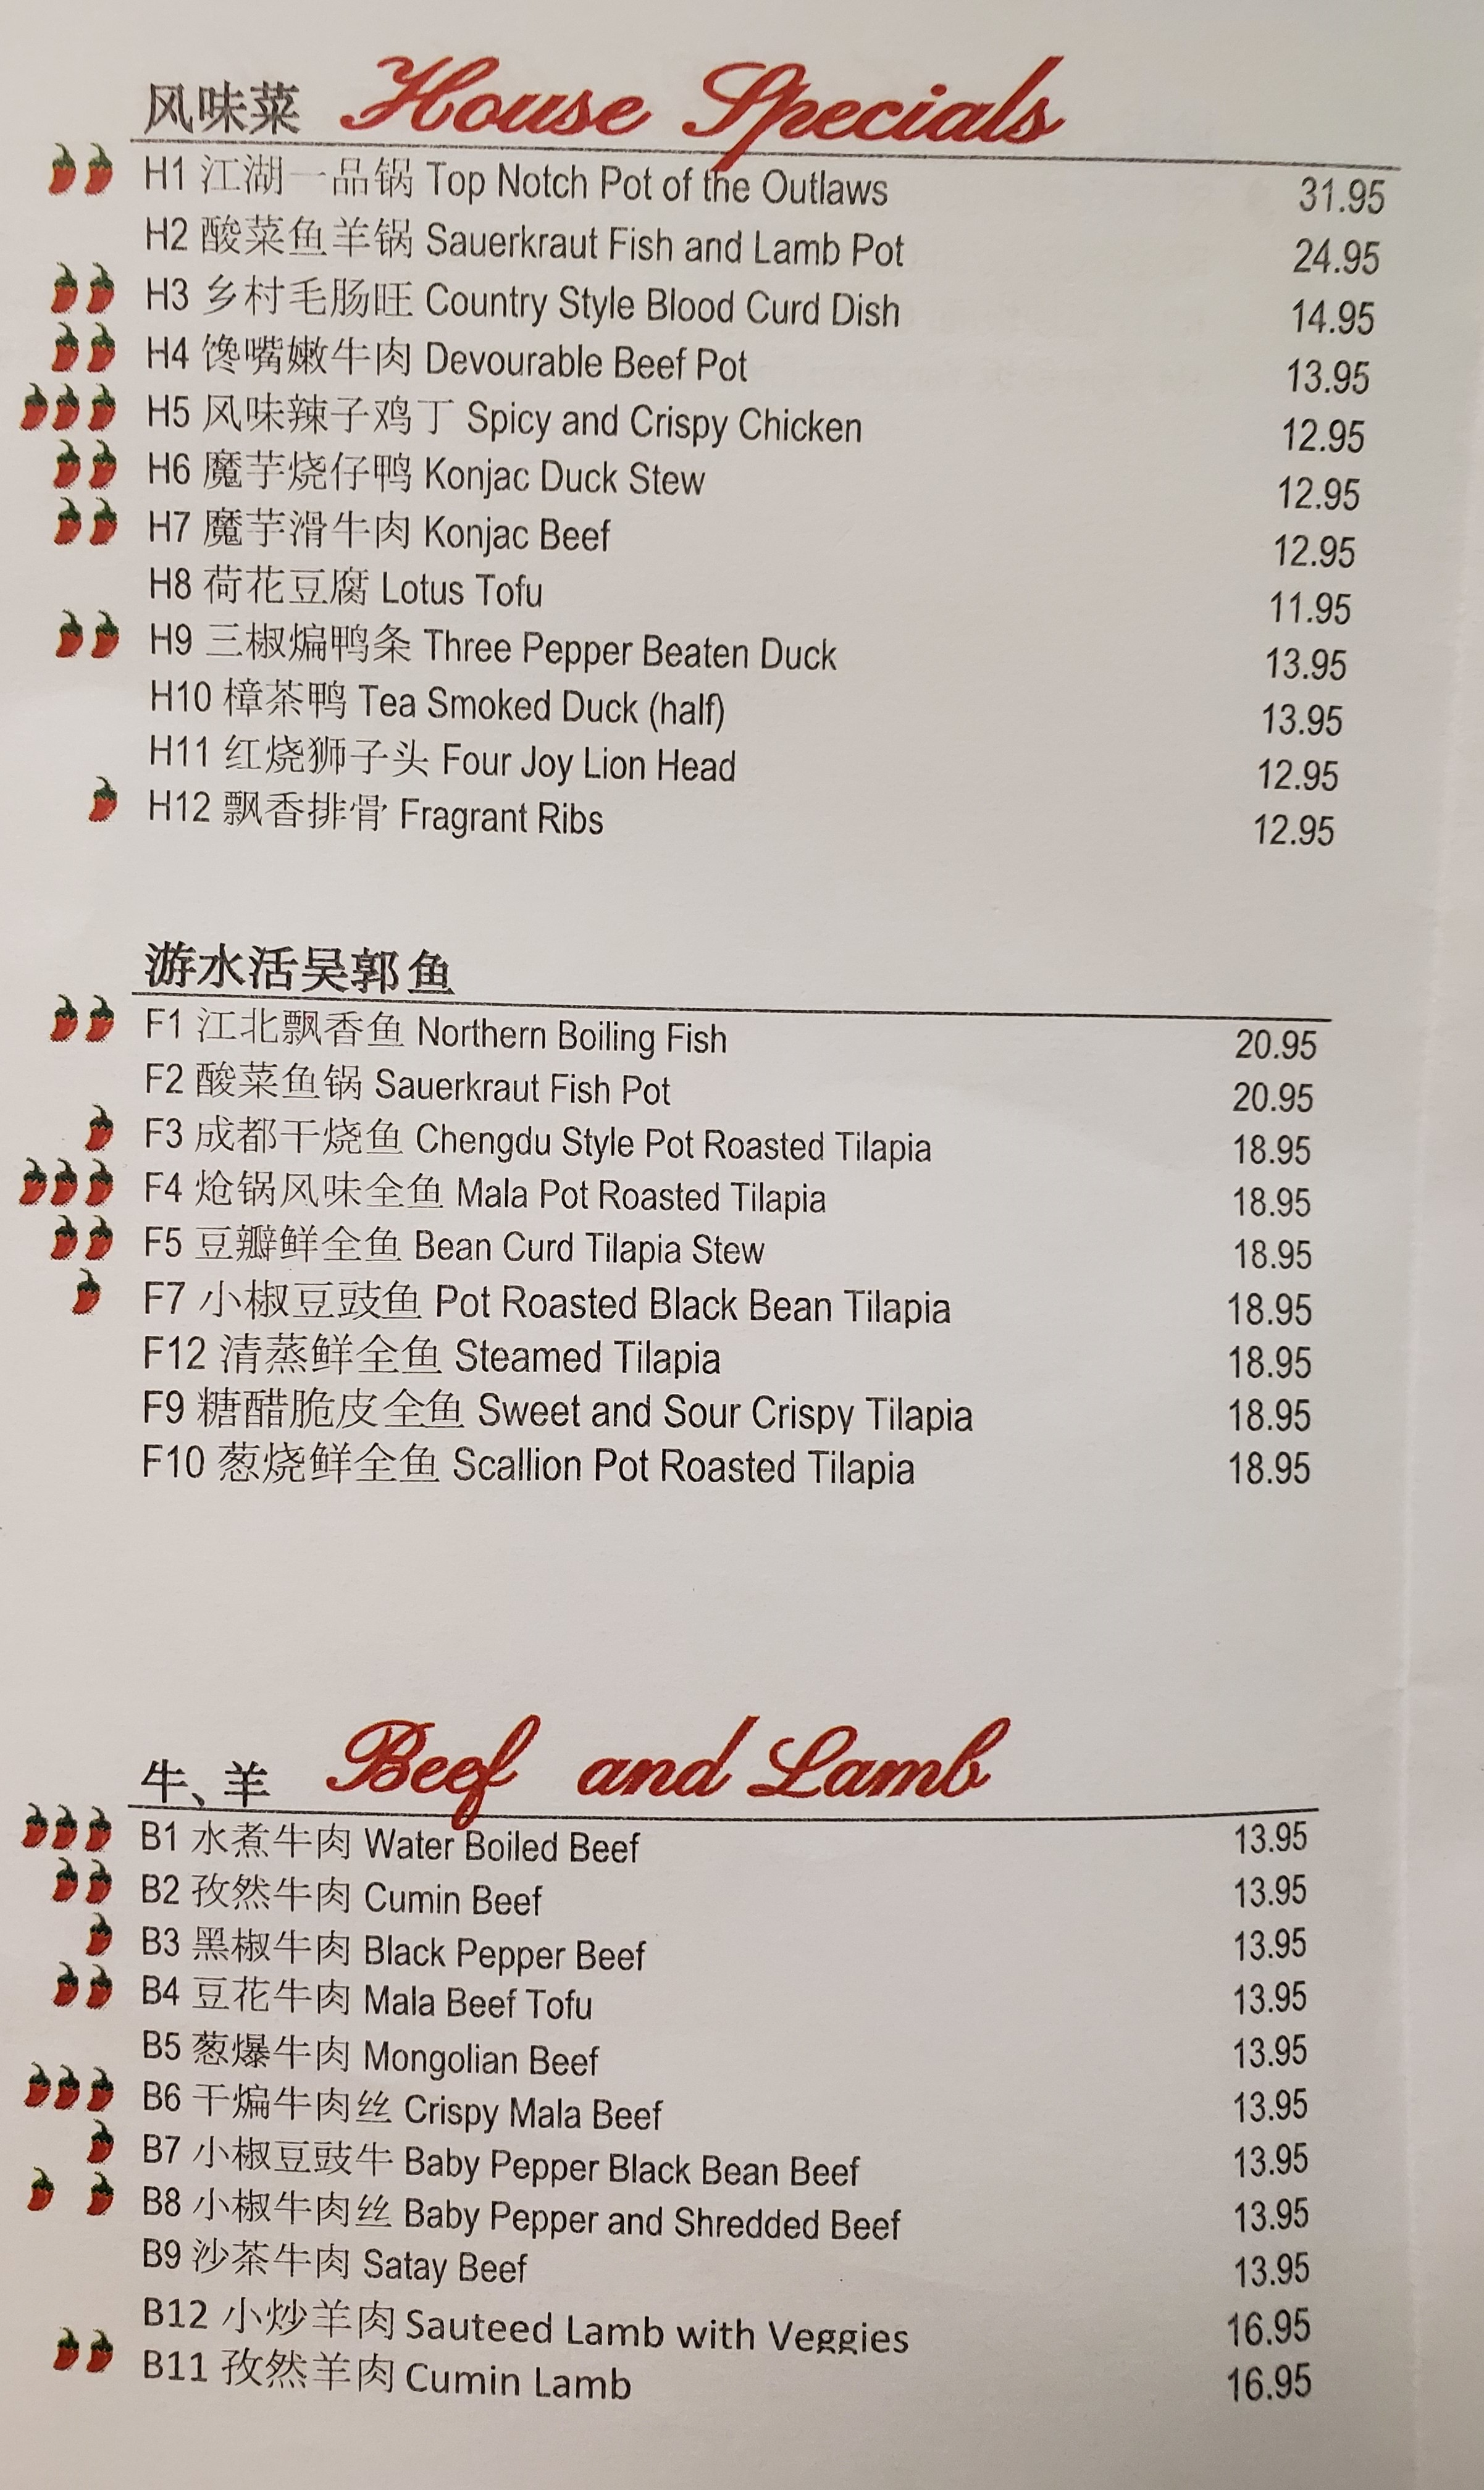 风味菜 House Specials
H1 江湖一品锅 Top Notch Pot of the Outlaws 31.95
H2 酸菜鱼羊锅 Sauerkraut Fish and Lamb Pot 24.95
H3 乡村毛肠旺 Country Style Blood Curd Dish 14.95
H4 馋嘴嫩牛肉 Devourable Beef Pot 13.95
H5 风味辣子鸡丁 Spicy and Crispy Chicken 12.95
H6 魔芋烧仔鸭 Konjac Duck Stew 12.95
H7 魔芋滑牛肉 Konjac Beef 12.95
H8 荷花豆腐 Lotus Tofu 11.95
H9 三椒煸鸭条 Three Pepper Beaten Duck 13.95
H10 樟茶鸭 Tea Smoked Duck (half) 13.95
H11 红烧狮子头 Four Joy Lion Head 12.95
H12 飘香排骨 Fragrant Ribs 12.95
游水活吴郭鱼
F1 江北飘香鱼 Northern Boiling Fish 20.95
F2 酸菜鱼锅 Sauerkraut Fish Pot 20.95
F3 成都干烧鱼 Chengdu Style Pot Roasted Tilapia 18.95
F4 炝锅风味全鱼 Mala Pot Roasted Tilapia 18.95
F5 豆瓣鲜全鱼 Bean Curd Tilapia Stew 18.95
F7 小椒豆豉鱼 Pot Roasted Black Bean Tilapia 18.95
F12 清蒸鲜全鱼 Steamed Tilapia 18.95
F9 糖醋脆皮全鱼 Sweet and Sour Crispy Tilapia 18.95
F10 葱烧鲜全鱼 Scallion Pot Roasted Tilapia 18.95
牛、羊 Beef and Lamb
B1 水煮牛肉 Water Boiled Beef 13.95
B2 孜然牛肉 Cumin Beef 13.95
B3 黑椒牛肉 Black Pepper Beef 13.95
B4 豆花牛肉 Mala Beef Tofu 13.95
B5 葱爆牛肉 Mongolian Beef 13.95
B6 干煸牛肉丝 Crispy Mala Beef 13.95
B7 小椒豆豉牛 Baby Pepper Black Bean Beef 13.95
B8 小椒牛肉丝 Baby Pepper and Shredded Beef 13.95
B9 沙茶牛肉 Satay Beef 13.95
B12 小炒羊肉 Sauteed Lamb with Veggies 16.95
B11 孜然羊肉 Cumin Lamb 16.95